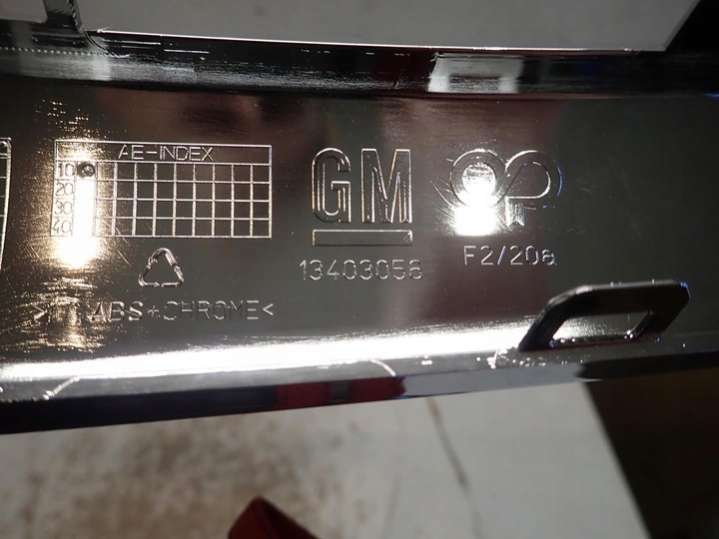 AE-INDEX
10
20
30
40
GM
13403056
F2/20a
ABS+CHROME<